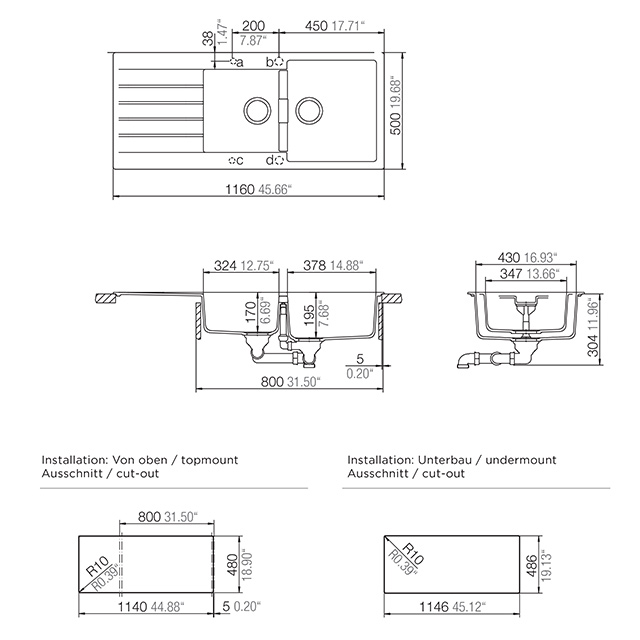 38 1.47“
200 7.87“
450 17.71“
a b
500 19.68“
c d
1160 45.66“
324 12.75“ 378 14.88“
430 16.93“
347 13.66“
170 6.69“
195 7.68“
304 11.96“
5 0.20“
800 31.50“
Installation: Von oben / topmount
Ausschnitt / cut-out
Installation: Unterbau / undermount
Ausschnitt / cut-out
800 31.50“
R10
R0.39“
480 18.90“
1140 44.88“ 5 0.20“
R10
R0.39“
486 19.13“
1146 45.12“